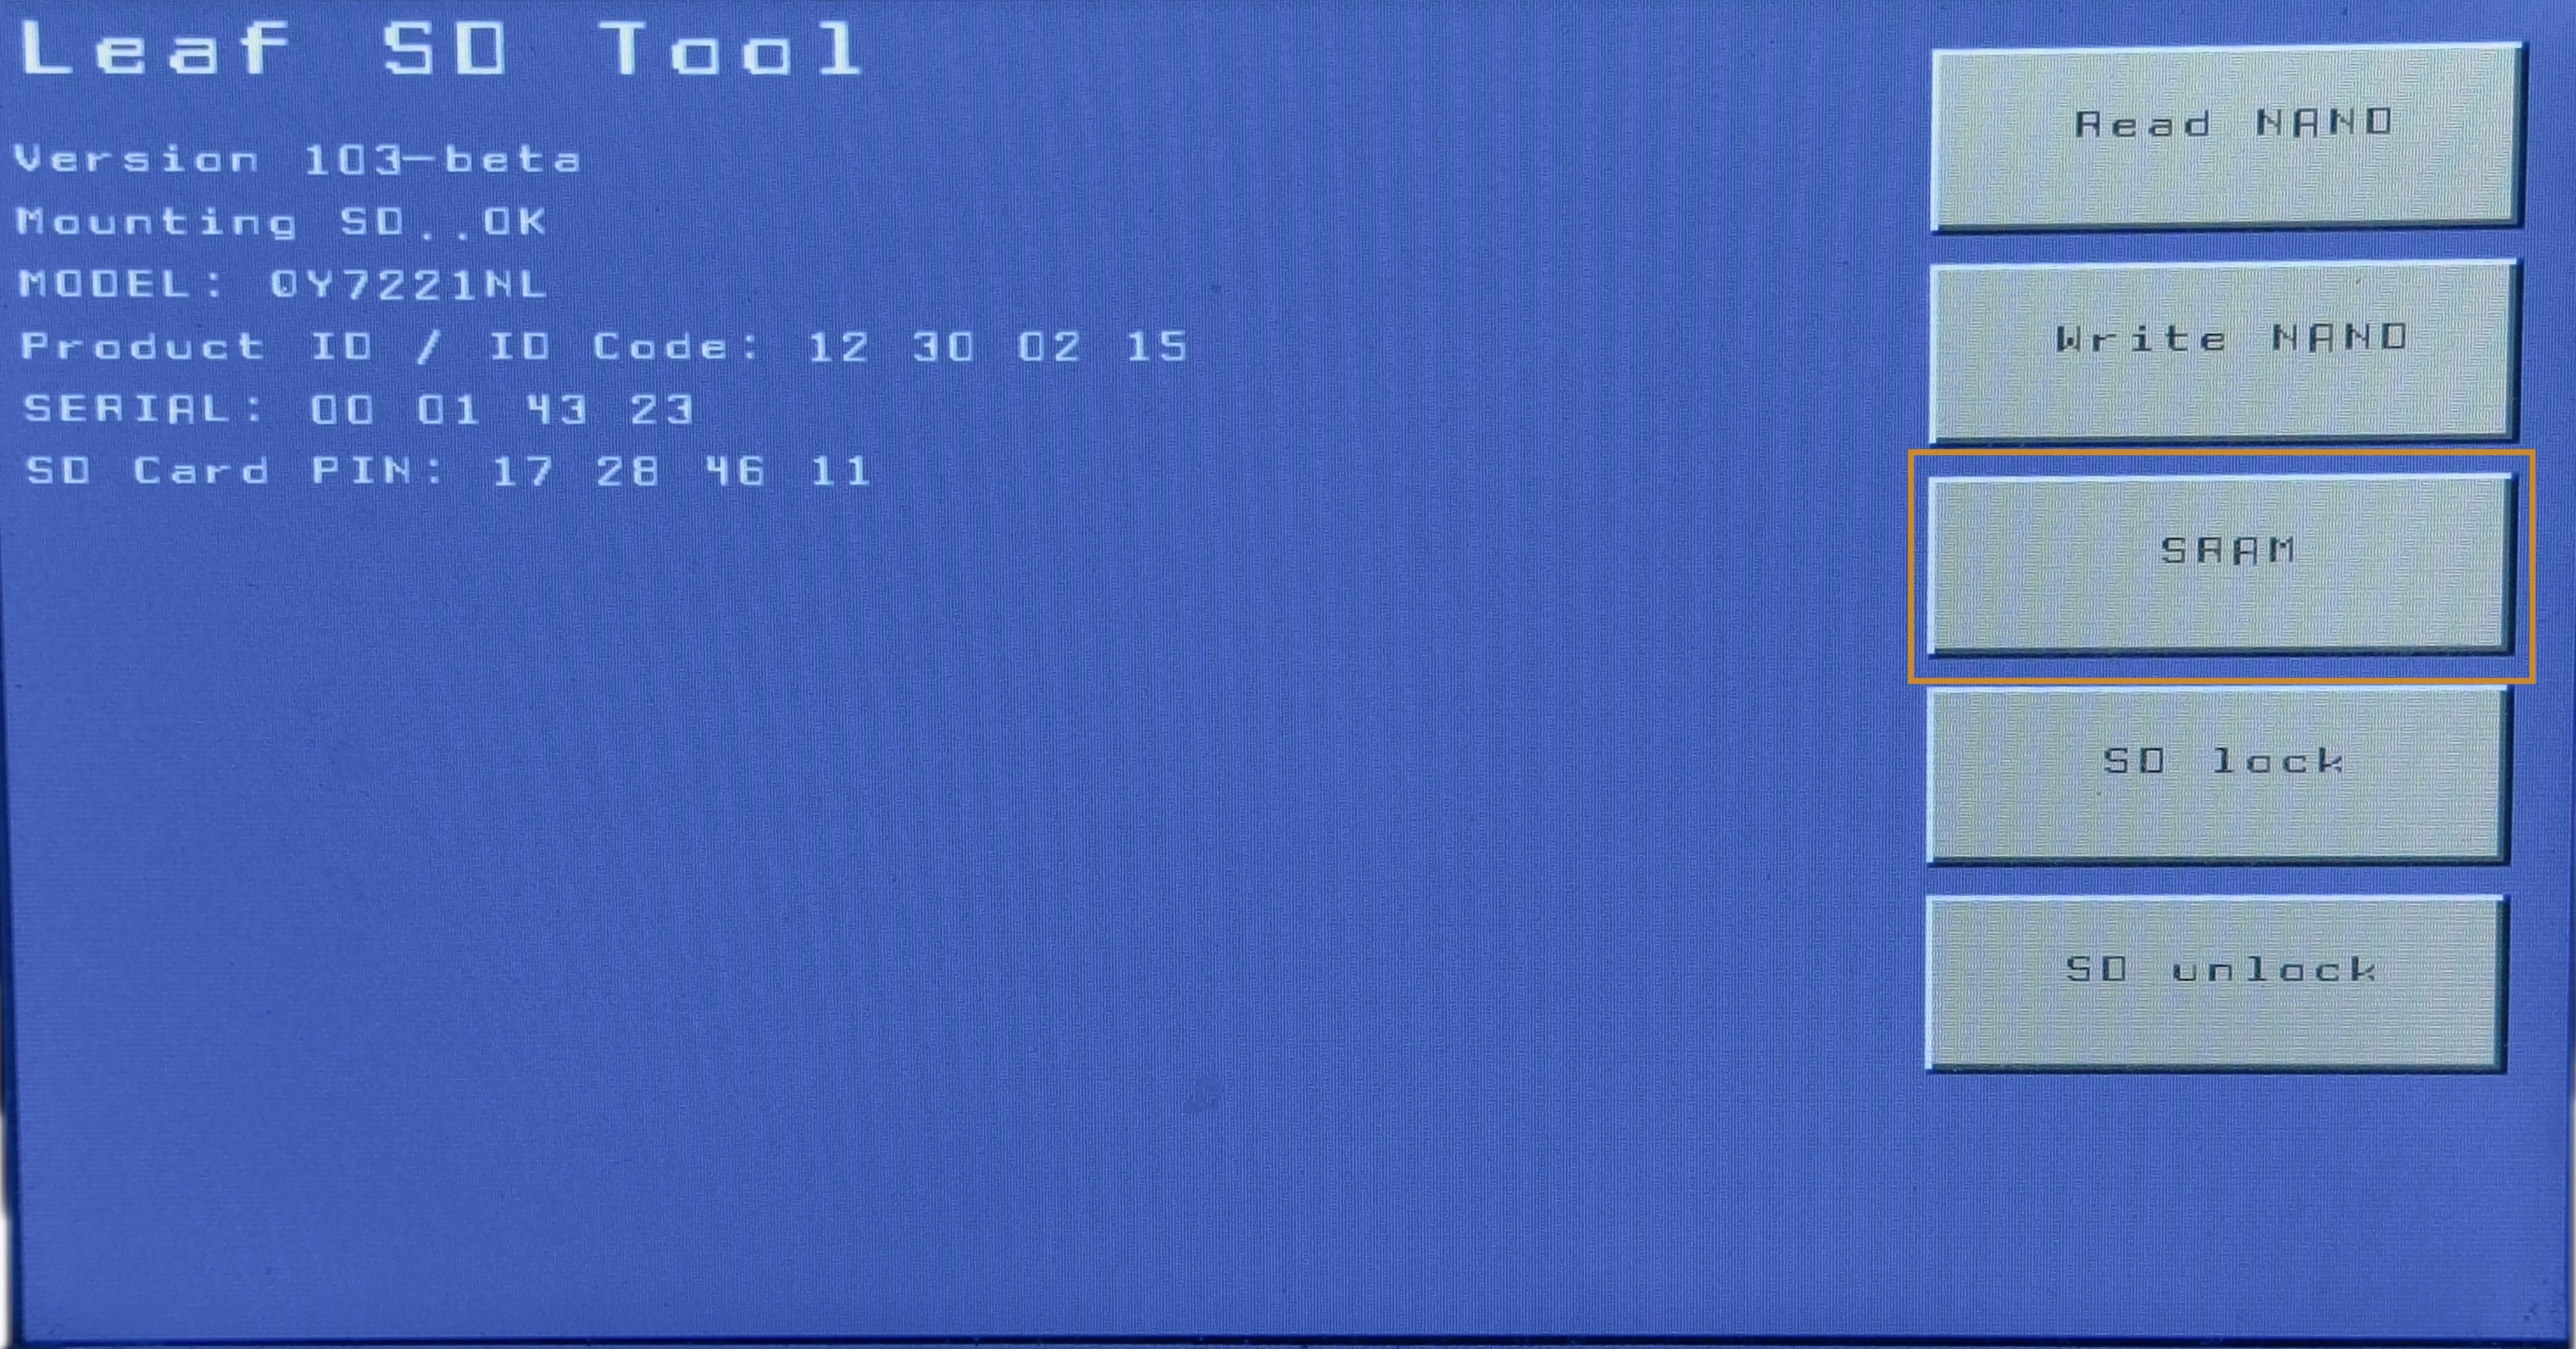 Leaf SD Tool
Version 103-beta
Mounting SD..OK
MODEL: 0Y7221NL
Product ID / ID Code: 12 30 02 15
SERIAL: 00 01 43 23
SD Card PIN: 17 28 46 11
Read NAND
Write NAND
SRAM
SD lock
SD unlock